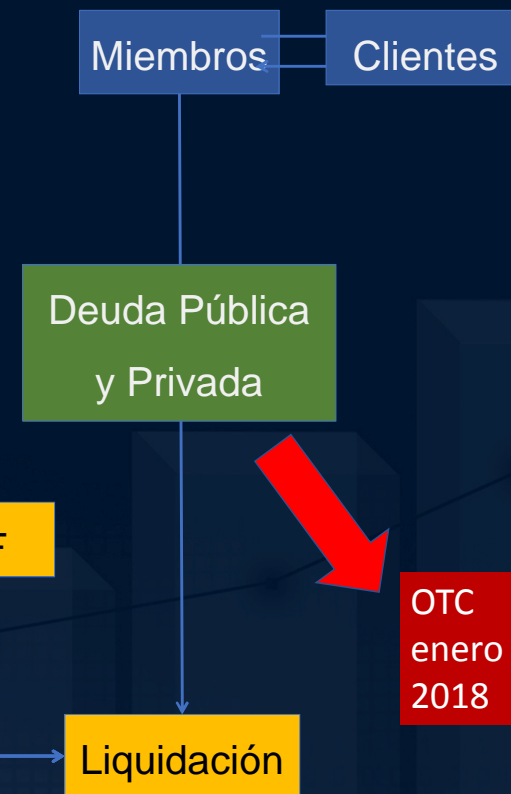 Miembros
Clientes
Deuda Pública
y Privada
OTC
enero
2018
Liquidación